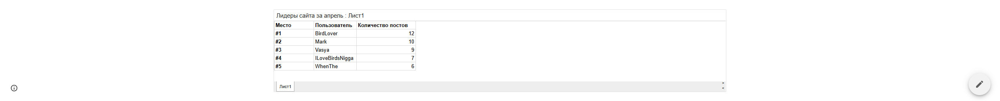 Лидеры сайта за апрель : Лист1
Место Пользователь Количество постов
#1 BirdLover 12
#2 Mark 10
#3 Vasya 9
#4 ILoveBirdsNigga 7
#5 WhenThe 6
Лист1
>
<